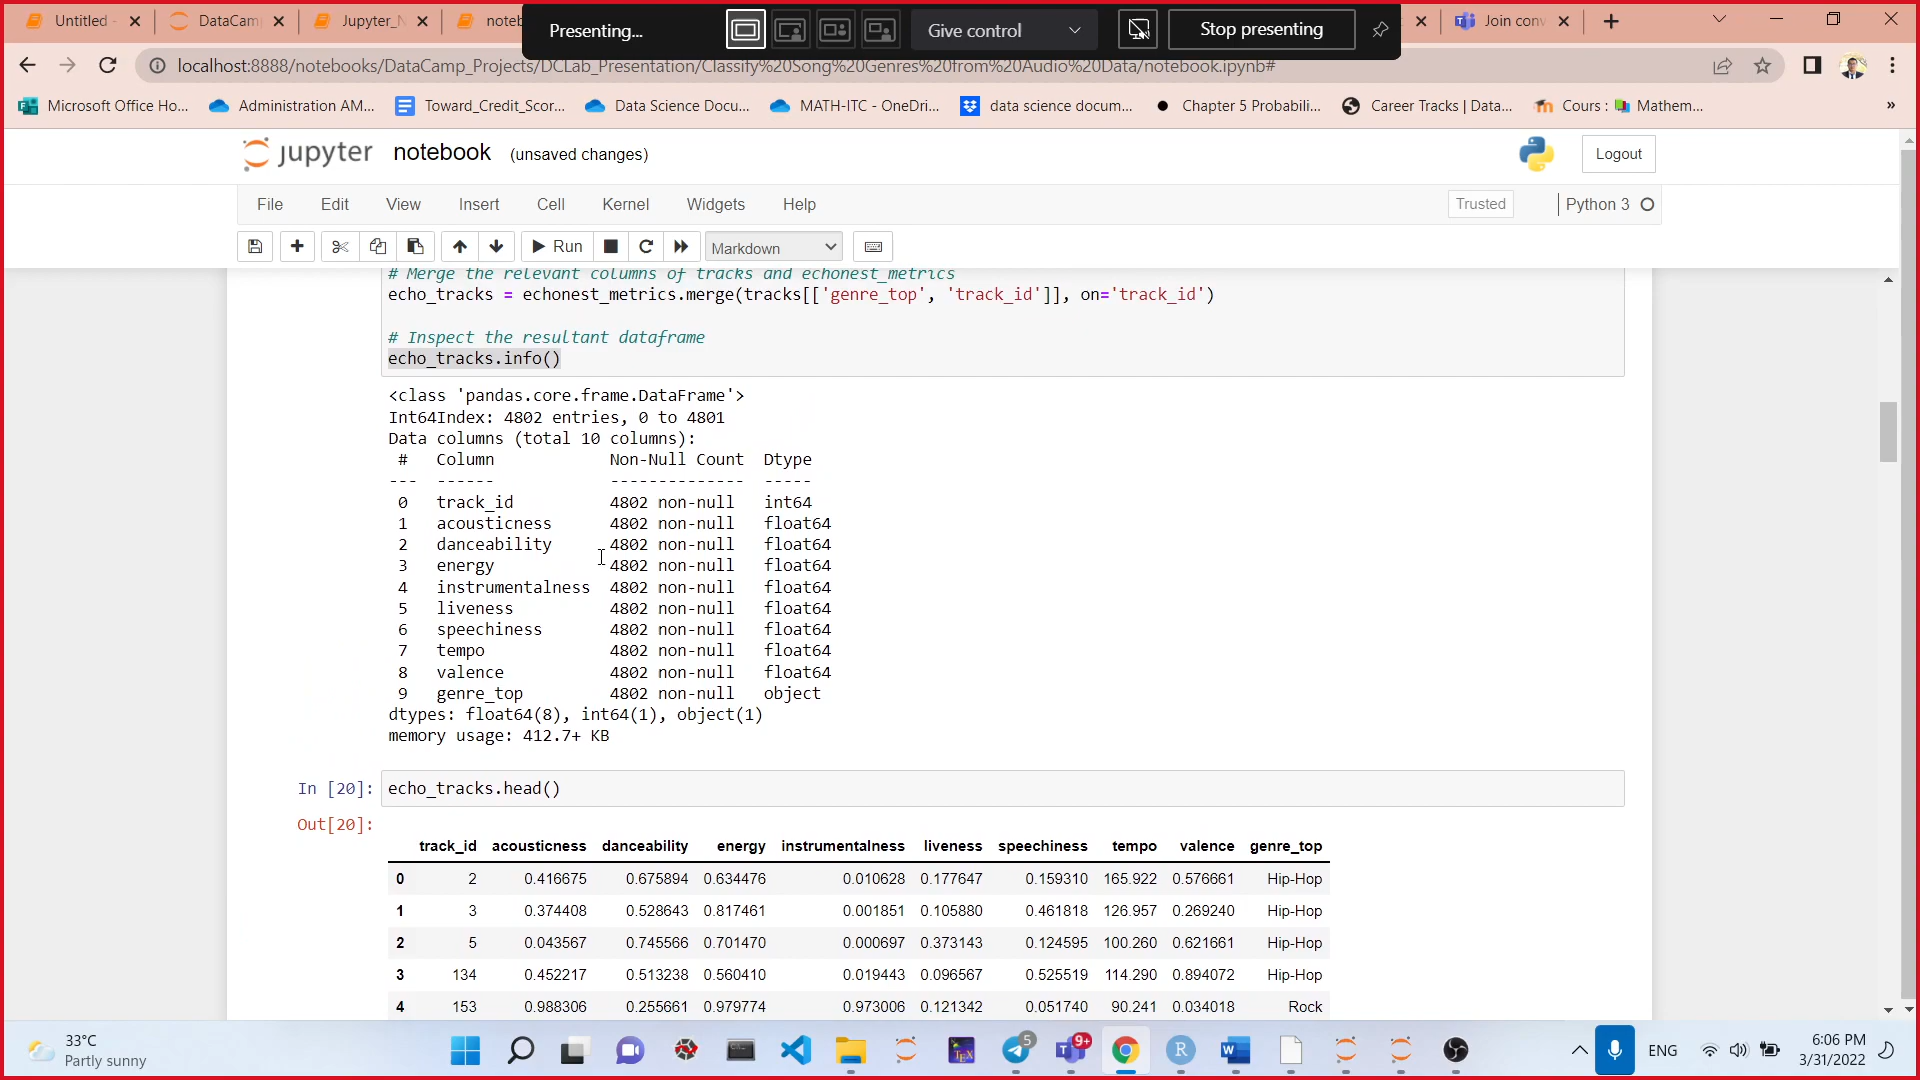 Untitled
DataCamp
Jupyter_N
noteb
Presenting...
Give control
Stop presenting
Join conv
localhost:8888/notebooks/DataCamp_Projects/DCLab_Presentation/Classify%20Song%20Genres%20from%20Audio%20Data/notebook.ipynb#
Microsoft Office Ho...
Administration AM...
Toward_Credit_Scor...
Data Science Docu...
MATH-ITC - OneDri...
data science docum...
Chapter 5 Probabili...
Career Tracks | Data...
Cours : Mathem...
»
jupyter notebook (unsaved changes)
Logout
File Edit View Insert Cell Kernel Widgets Help
Trusted
Python 3
Run
Markdown
# Merge the relevant columns of tracks and echonest_metrics
echo_tracks = echonest_metrics.merge(tracks[['genre_top', 'track_id']], on='track_id')
# Inspect the resultant dataframe
echo_tracks.info()
<class 'pandas.core.frame.DataFrame'>
Int64Index: 4802 entries, 0 to 4801
Data columns (total 10 columns):
# Column Non-Null Count Dtype
--- ------ -------------- -----
0 track_id 4802 non-null int64
1 acousticness 4802 non-null float64
2 danceability 4802 non-null float64
3 energy 4802 non-null float64
4 instrumentalness 4802 non-null float64
5 liveness 4802 non-null float64
6 speechiness 4802 non-null float64
7 tempo 4802 non-null float64
8 valence 4802 non-null float64
9 genre_top 4802 non-null object
dtypes: float64(8), int64(1), object(1)
memory usage: 412.7+ KB
In [20]: echo_tracks.head()
Out[20]:
track_id acousticness danceability energy instrumentalness liveness speechiness tempo valence genre_top
0 2 0.416675 0.675894 0.634476 0.010628 0.177647 0.159310 165.922 0.576661 Hip-Hop
1 3 0.374408 0.528643 0.817461 0.001851 0.105880 0.461818 126.957 0.269240 Hip-Hop
2 5 0.043567 0.745566 0.701470 0.000697 0.373143 0.124595 100.260 0.621661 Hip-Hop
3 134 0.452217 0.513238 0.560410 0.019443 0.096567 0.525519 114.290 0.894072 Hip-Hop
4 153 0.988306 0.255661 0.979774 0.973006 0.121342 0.051740 90.241 0.034018 Rock
33°C
Partly sunny
TEX
5
9+
R
ENG
6:06 PM
3/31/2022